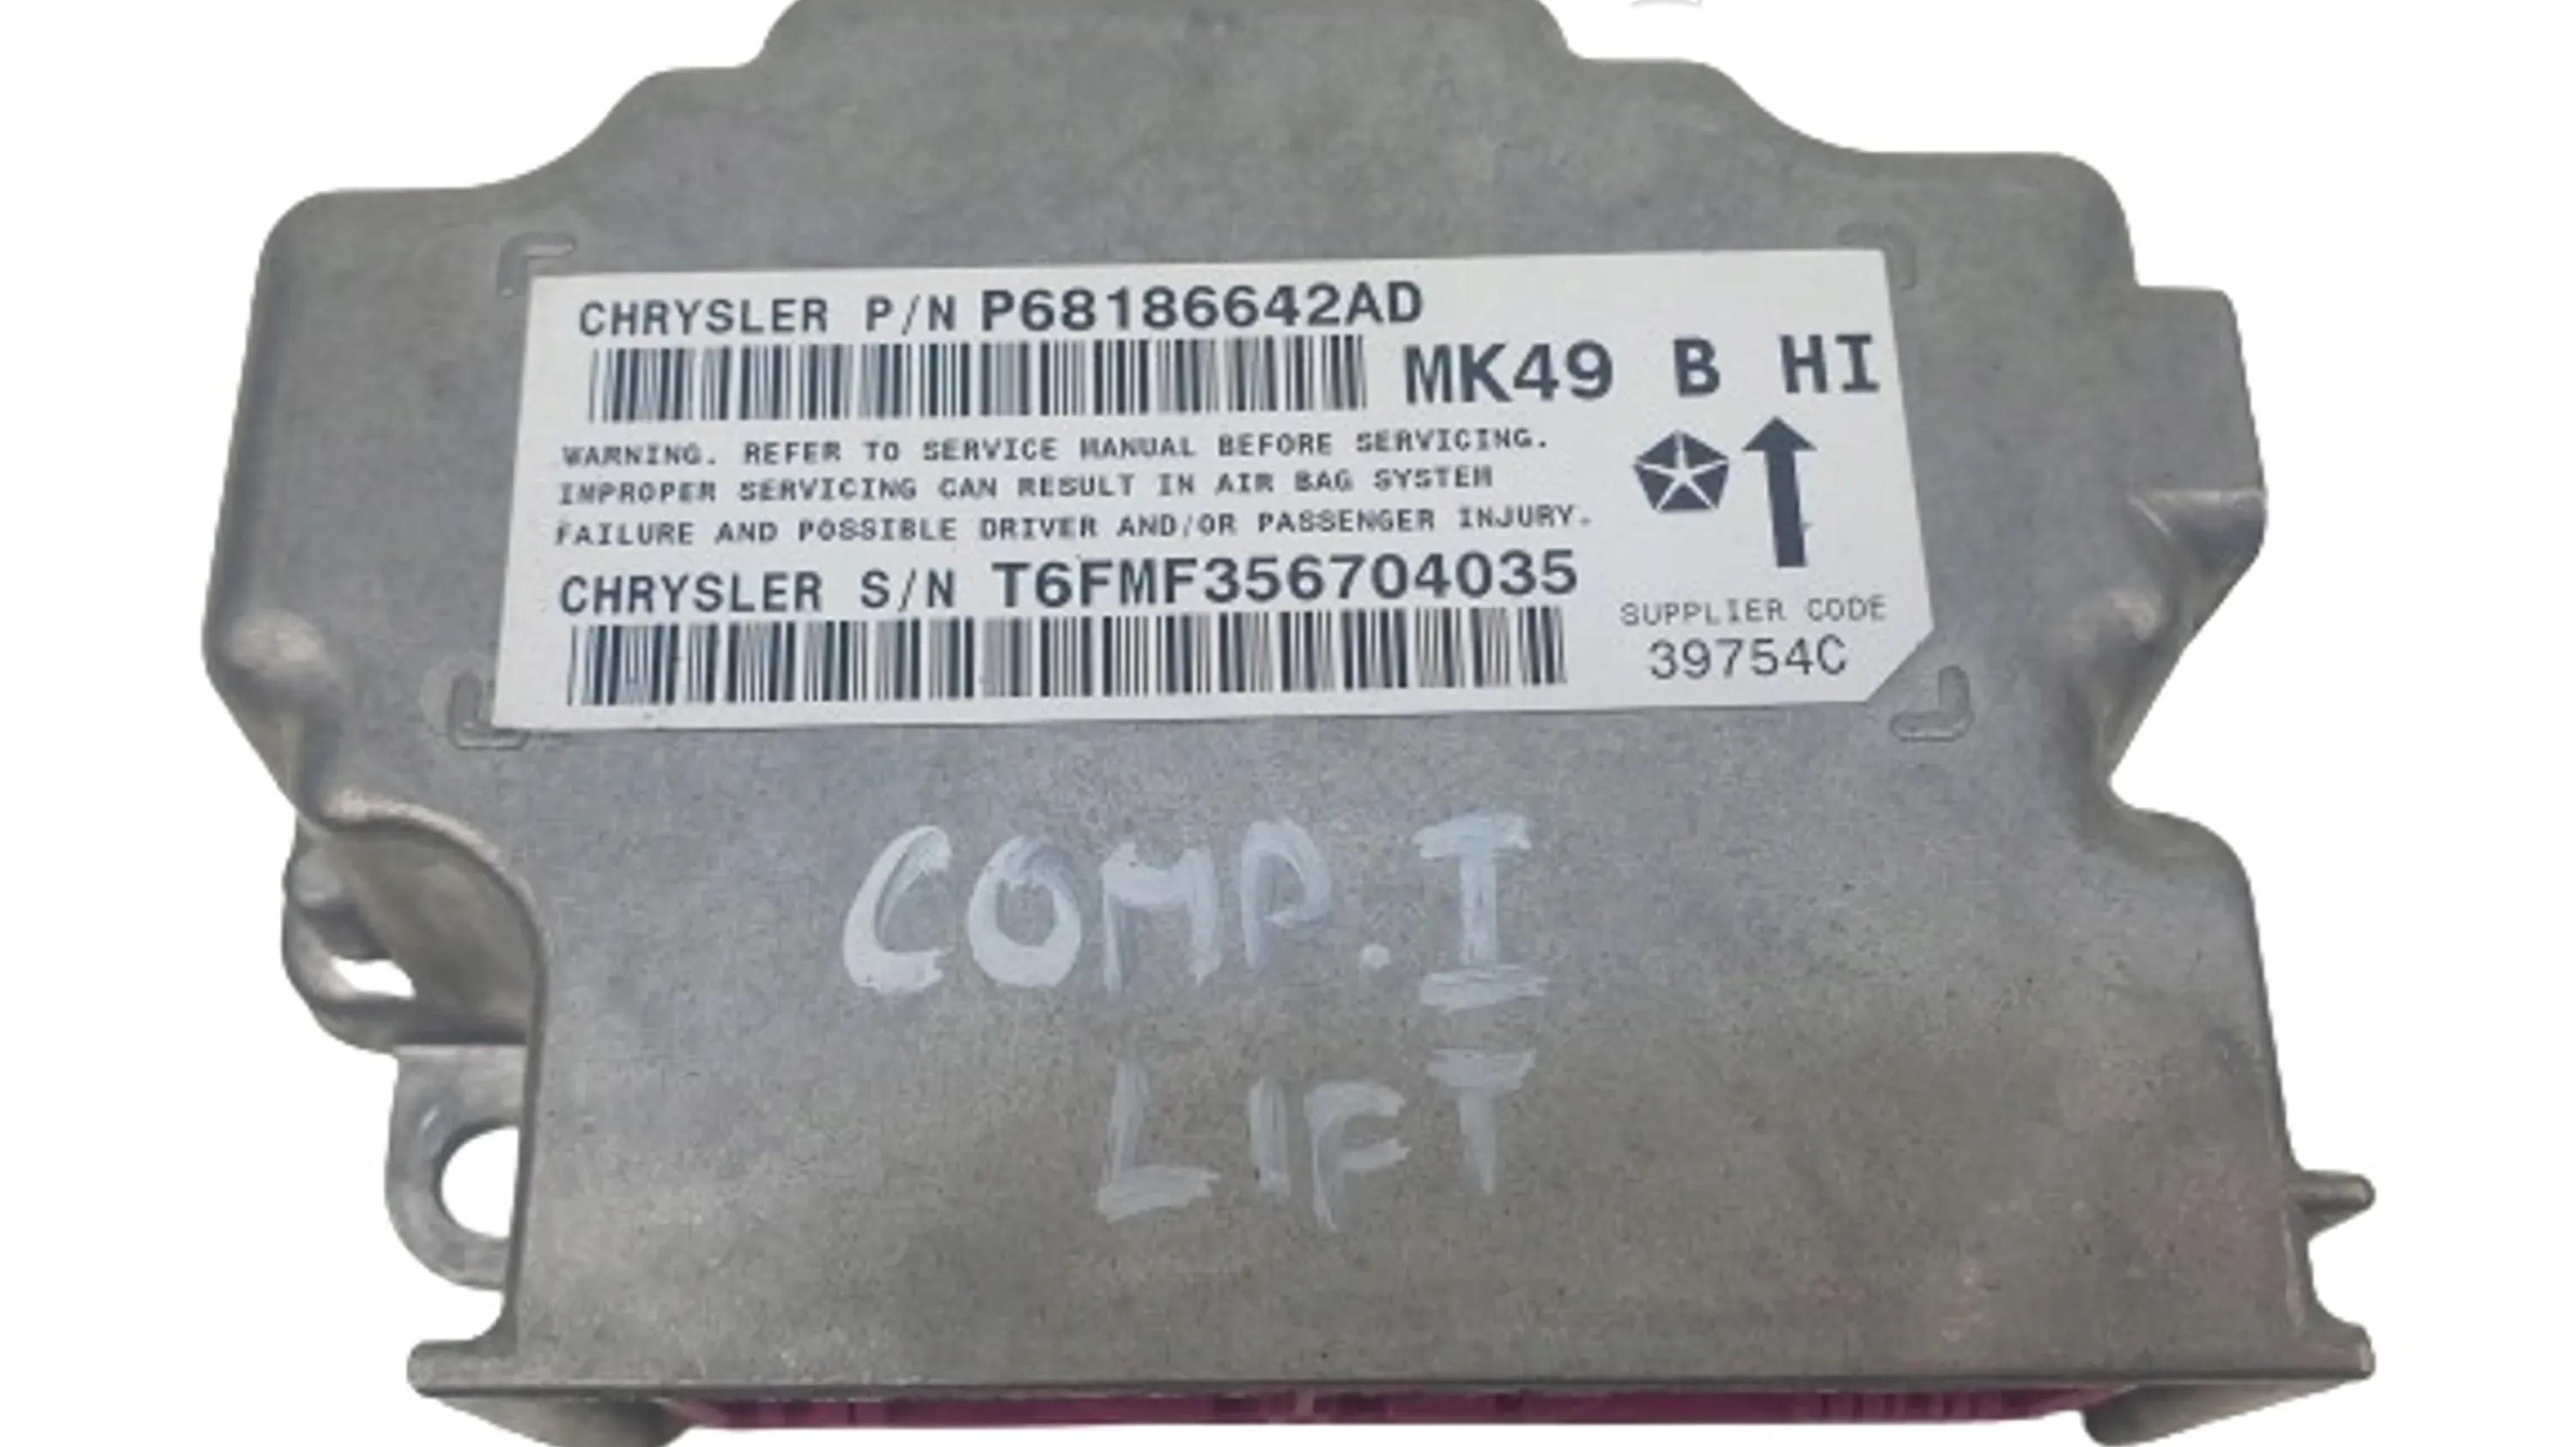 CHRYSLER P/N P68186642AD
MK49 B HI
WARNING. REFER TO SERVICE MANUAL BEFORE SERVICING.
IMPROPER SERVICING CAN RESULT IN AIR BAG SYSTEM
FAILURE AND POSSIBLE DRIVER AND/OR PASSENGER INJURY.
CHRYSLER S/N T6FMF356704035
SUPPLIER CODE
39754C
COMP.I
LIFT